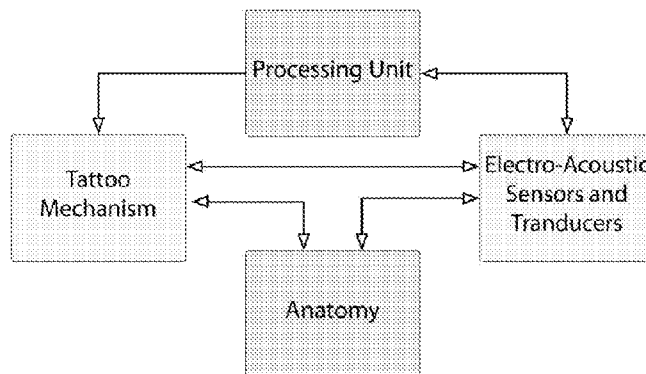 Processing Unit
Tattoo
Mechanism
Electro-Acoustic
Sensors and
Tranducers
Anatomy